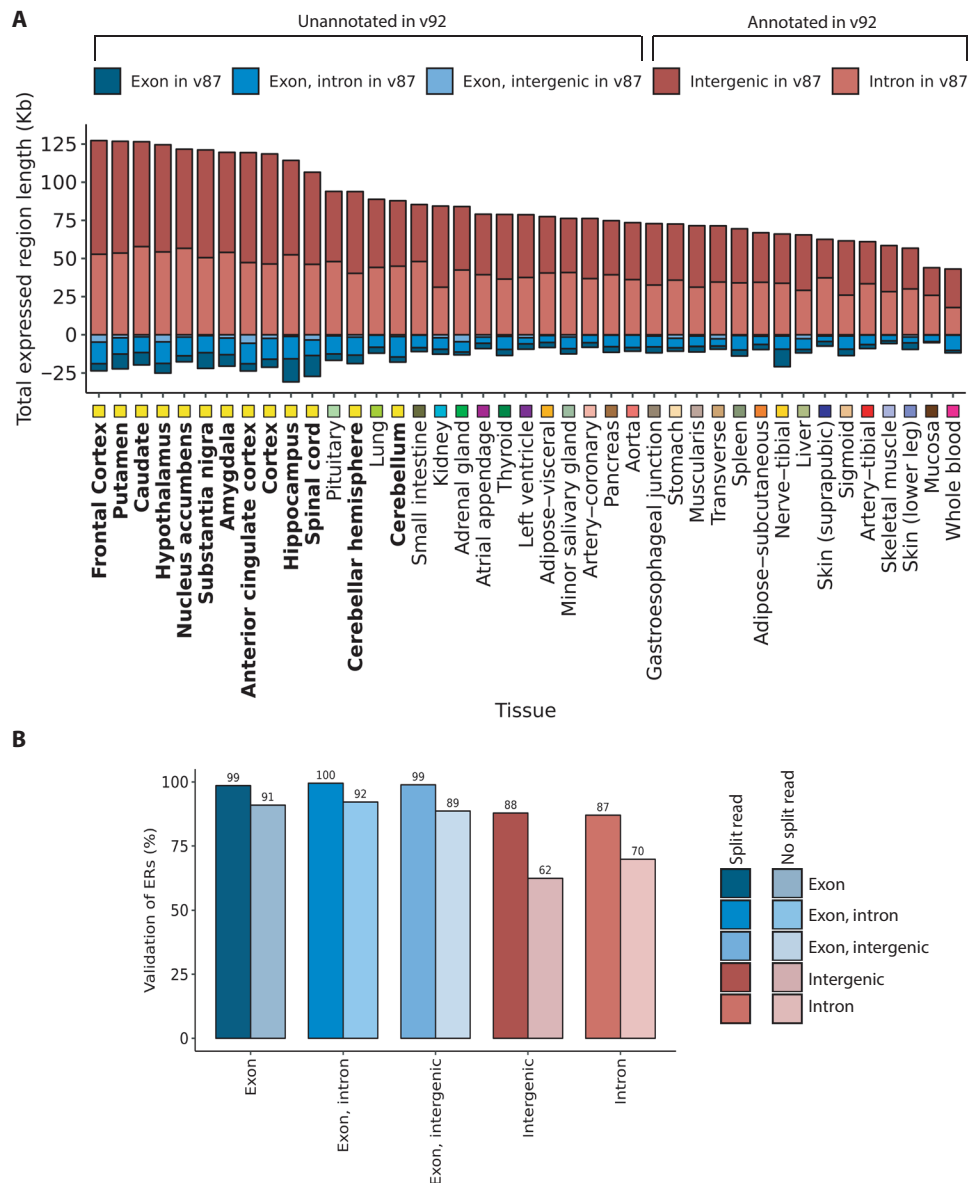 A
Unannotated in v92
Annotated in v92
Exon in v87
Exon, intron in v87
Exon, intergenic in v87
Intergenic in v87
Intron in v87
Total expressed region length (Kb)
125
100
75
50
25
0
−25
Frontal Cortex
Putamen
Caudate
Hypothalamus
Nucleus accumbens
Substantia nigra
Amygdala
Anterior cingulate cortex
Cortex
Hippocampus
Spinal cord
Pituitary
Cerebellar hemisphere
Lung
Cerebellum
Small intestine
Kidney
Adrenal gland
Atrial appendage
Thyroid
Left ventricle
Adipose−visceral
Minor salivary gland
Artery−coronary
Pancreas
Aorta
Gastroesophageal junction
Stomach
Muscularis
Transverse
Spleen
Adipose−subcutaneous
Nerve−tibial
Liver
Skin (suprapubic)
Sigmoid
Artery−tibial
Skeletal muscle
Skin (lower leg)
Mucosa
Whole blood
Tissue
B
Validation of ERs (%)
100
75
50
25
0
99
91
100
92
99
89
88
62
87
70
Exon
Exon, intron
Exon, intergenic
Intergenic
Intron
Split read
No split read
Exon
Exon, intron
Exon, intergenic
Intergenic
Intron